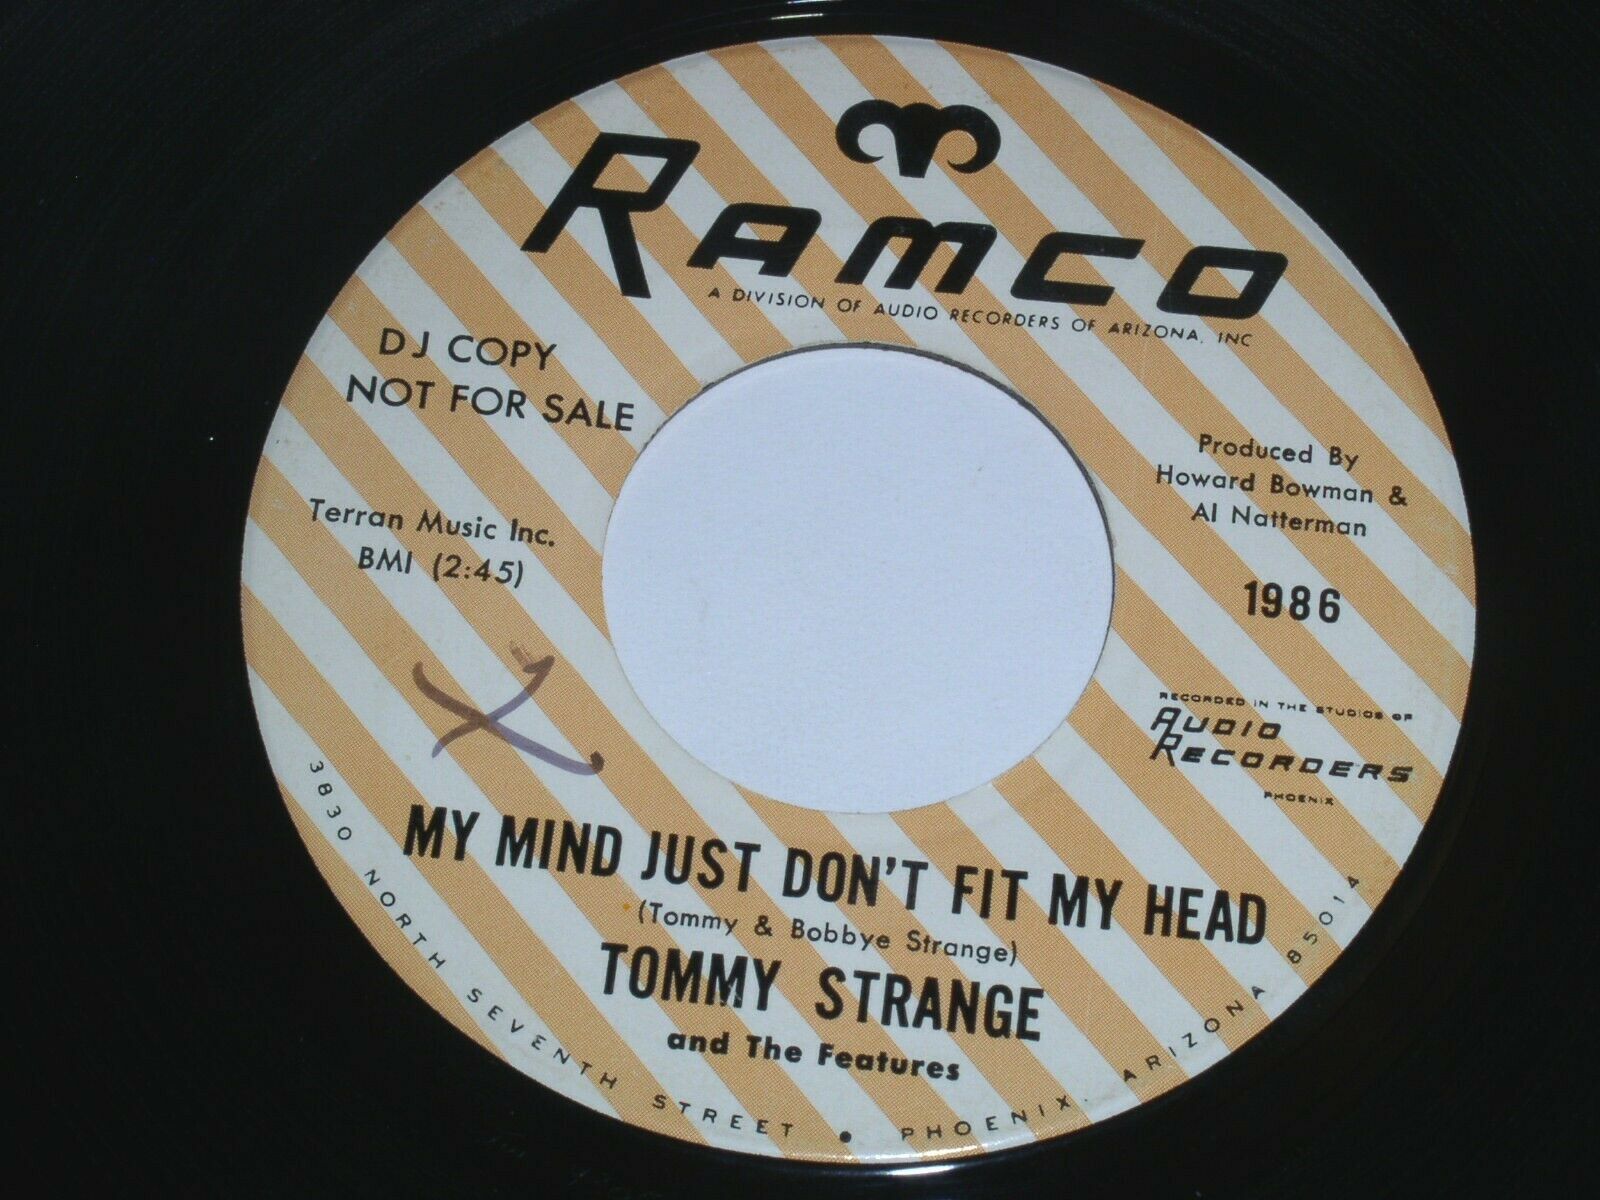 RAMCO
A DIVISION OF AUDIO RECORDERS OF ARIZONA, INC
DJ COPY
NOT FOR SALE
Terran Music Inc.
BMI (2:45)
Produced By
Howard Bowman &
Al Natterman
1986
RECORDED IN THE STUDIOS OF
AUDIO
RECORDERS
PHOENIX
MY MIND JUST DON'T FIT MY HEAD
(Tommy & Bobbye Strange)
TOMMY STRANGE
and The Features
3830 NORTH SEVENTH STREET • PHOENIX, ARIZONA 85014